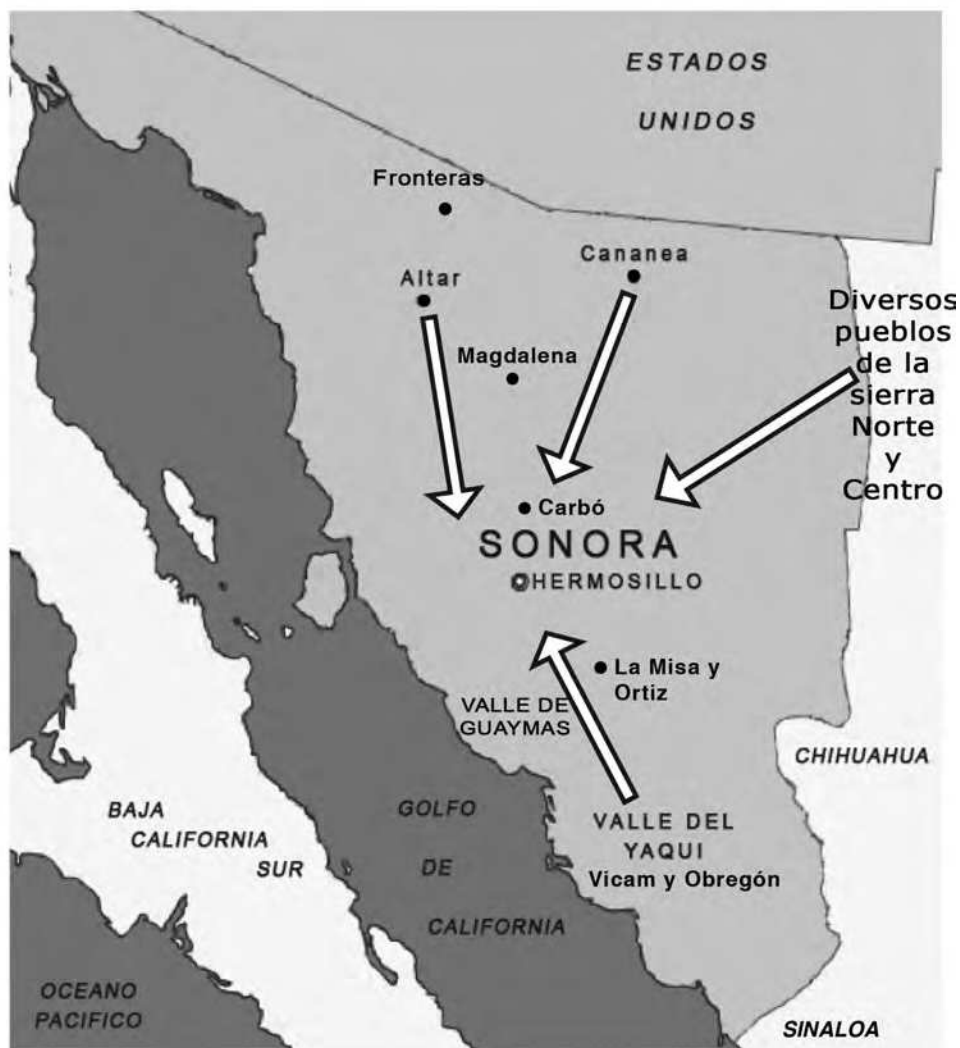 ESTADOS
UNIDOS
Fronteras
Cananea
Altar
Diversos
pueblos
de la
sierra
Norte
y
Centro
Magdalena
Carbó
SONORA
HERMOSILLO
La Misa y
Ortiz
VALLE DE
GUAYMAS
CHIHUAHUA
BAJA
CALIFORNIA
SUR
GOLFO
DE
CALIFORNIA
VALLE DEL
YAQUI
Vicam y Obregón
OCEANO
PACIFICO
SINALOA